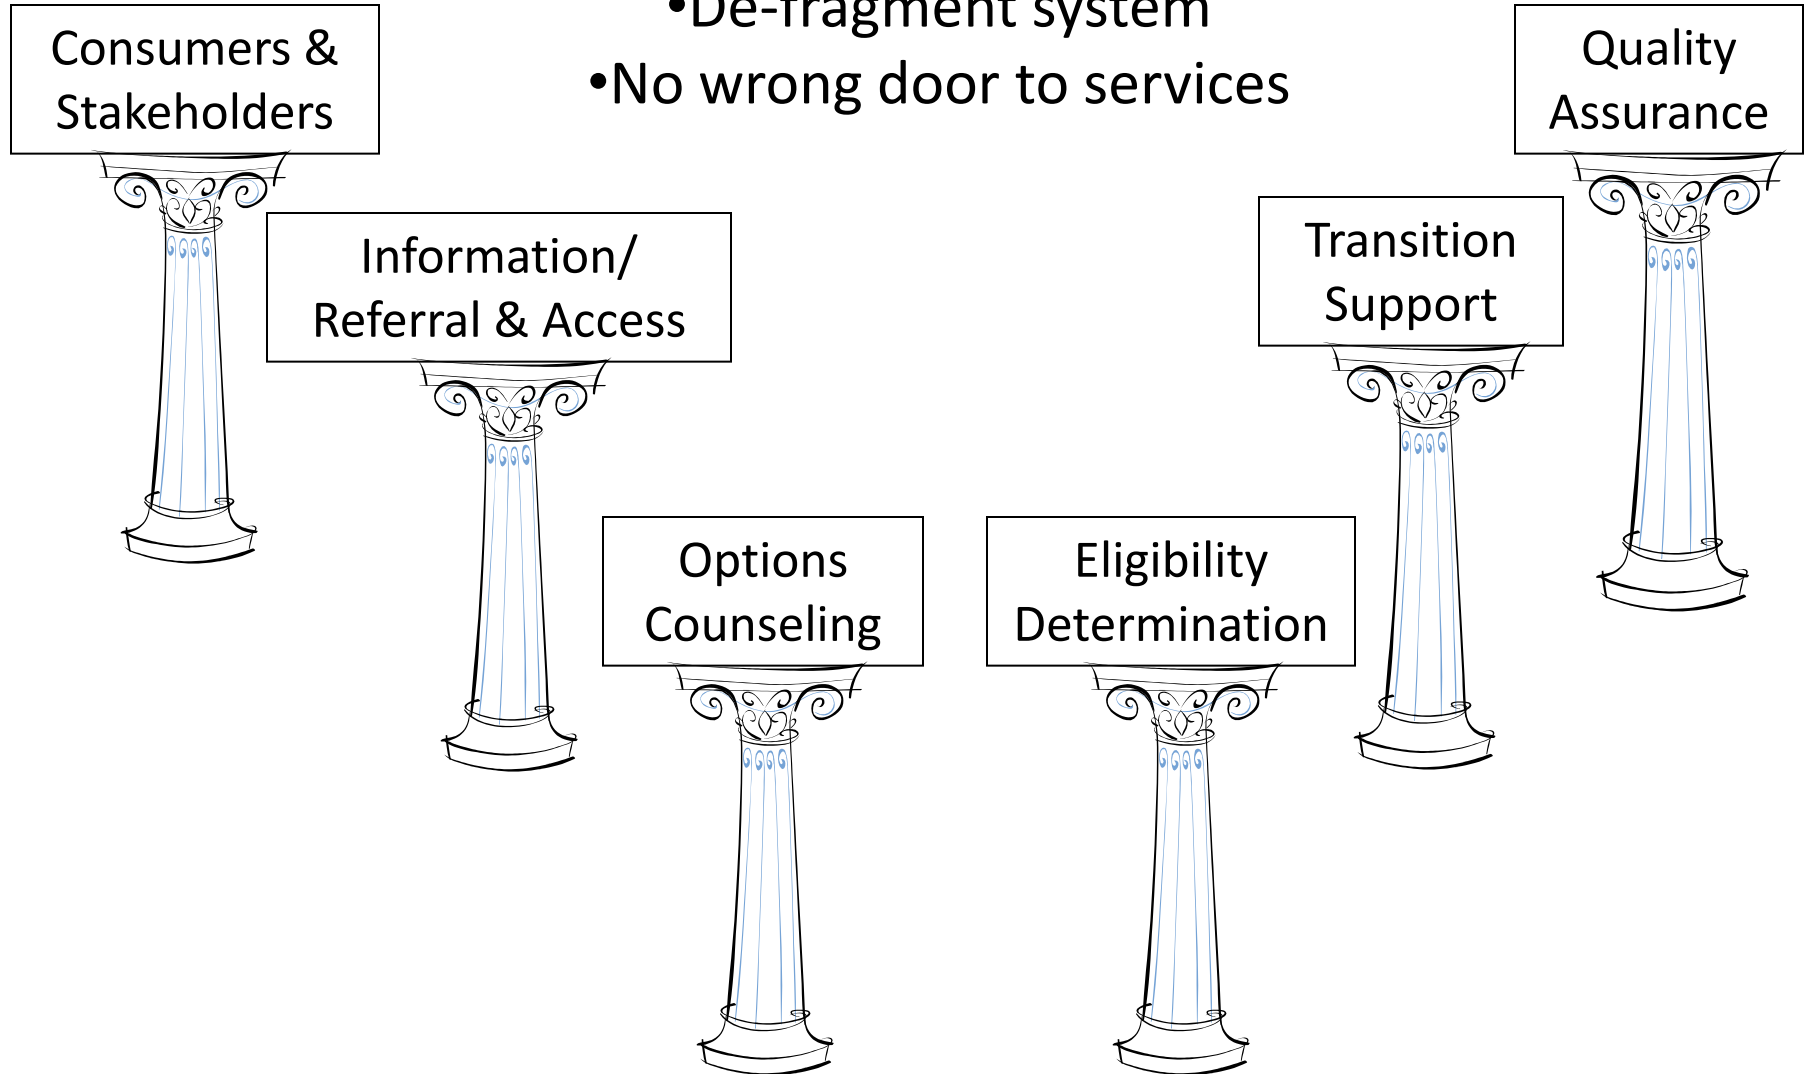 •De-fragment system
•No wrong door to services
Consumers &
Stakeholders
Quality
Assurance
Information/
Referral & Access
Transition
Support
Options
Counseling
Eligibility
Determination